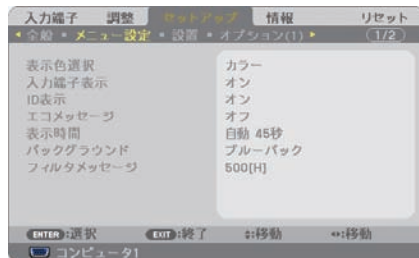 入力端子 調整 セットアップ 情報 リセット
◀ 全般 ● メニュー設定 ● 設置 ● オプション(1) ▶ (1/2)
表示色選択 カラー
入力端子表示 オン
ID表示 オン
エコメッセージ オフ
表示時間 自動 45秒
バックグラウンド ブルーバック
フィルタメッセージ 500[H]
ENTER:選択 EXIT:終了 ↕:移動 ↔:移動
コンピュータ1